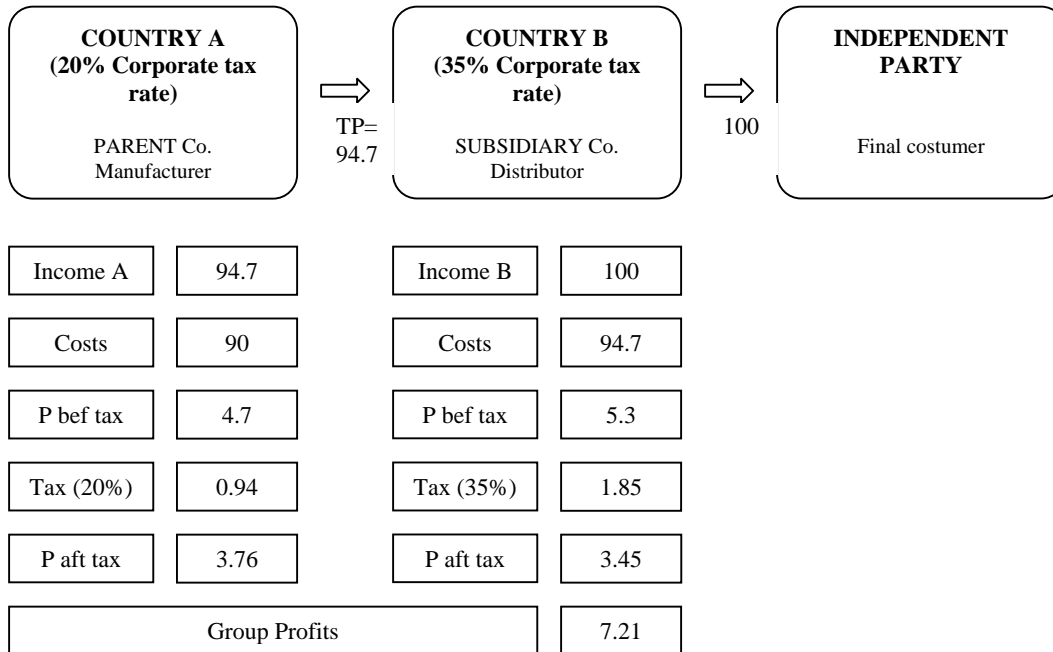 COUNTRY A
(20% Corporate tax
rate)
PARENT Co.
Manufacturer
TP=
94.7
COUNTRY B
(35% Corporate tax
rate)
SUBSIDIARY Co.
Distributor
100
INDEPENDENT
PARTY
Final costumer
Income A
94.7
Income B
100
Costs
90
Costs
94.7
P bef tax
4.7
P bef tax
5.3
Tax (20%)
0.94
Tax (35%)
1.85
P aft tax
3.76
P aft tax
3.45
Group Profits
7.21